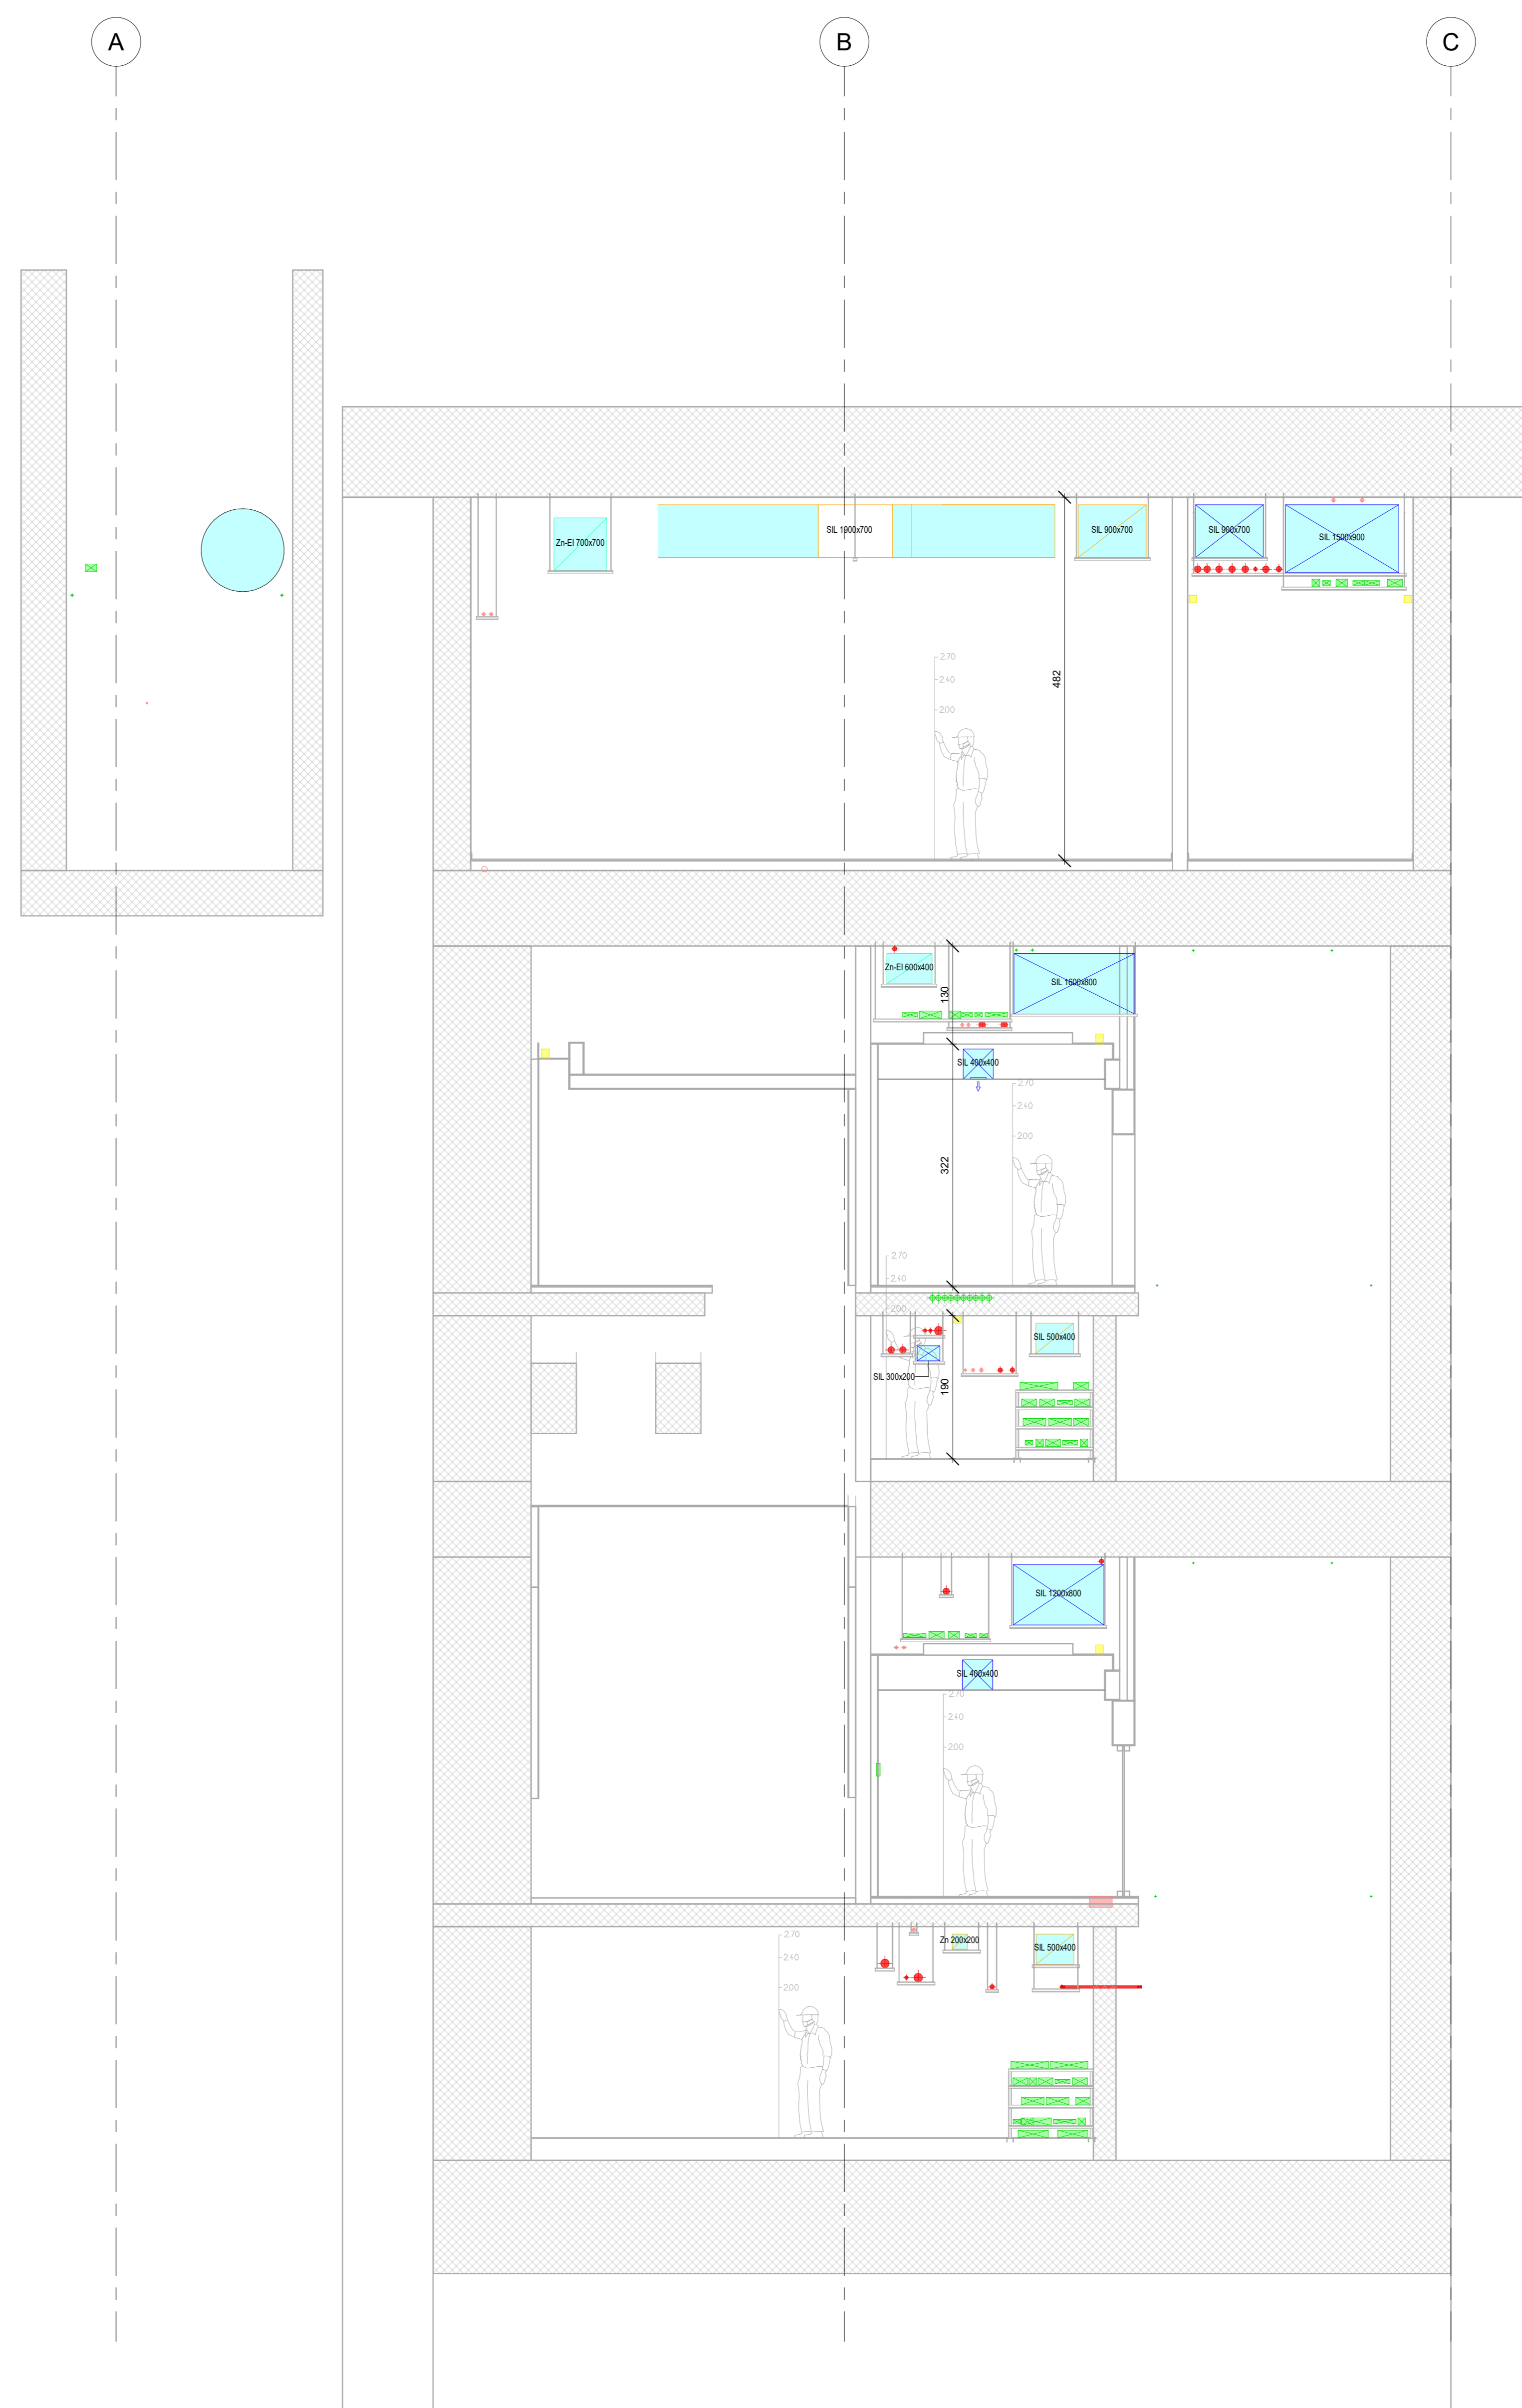 A
B
C
SIL 1900x700
SIL 900x700
SIL 900x700
SIL 1500x900
Zn-EI 700x700
2.70
2.40
2.00
482
Zn-EI 600x400
SIL 1600x800
130
SIL 400x400
2.70
2.40
2.00
322
2.70
2.40
2.00
SIL 500x400
SIL 300x200
190
SIL 1200x800
SIL 400x400
2.70
2.40
2.00
2.70
2.40
2.00
Zn 200x200
SIL 500x400